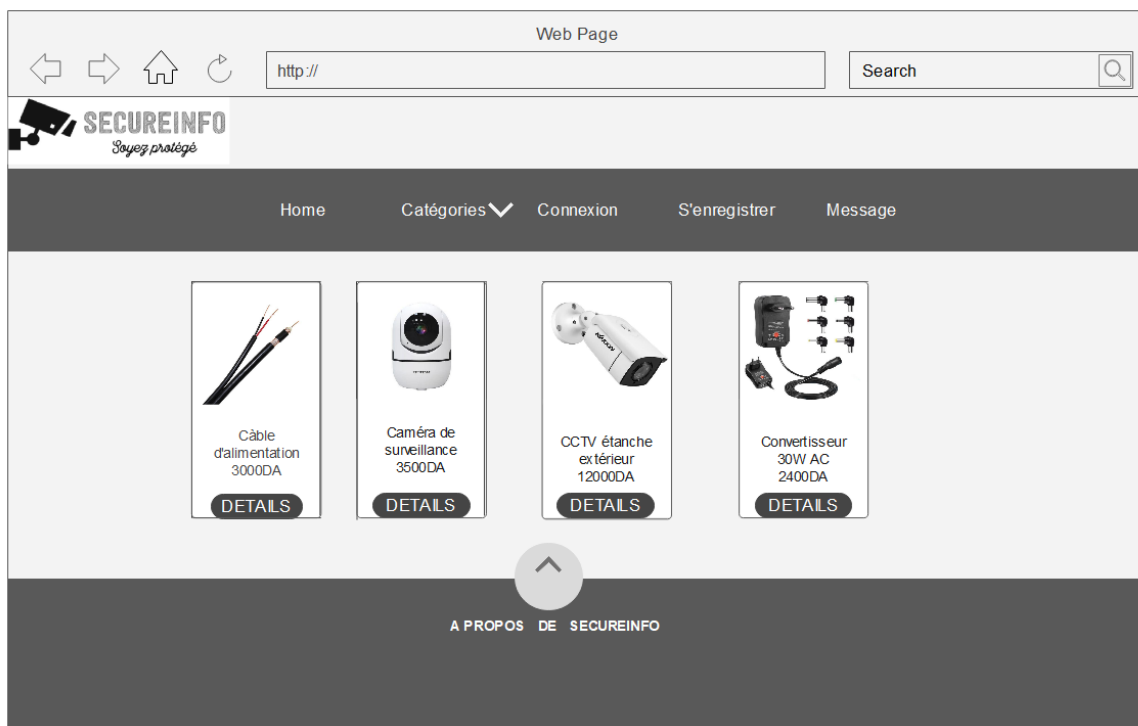 Web Page
http://
Search
SECUREINFO
Soyez protégé
Home
Catégories
Connexion
S'enregistrer
Message
Câble
d'alimentation
3000DA
DETAILS
Caméra de
surveillance
3500DA
DETAILS
CCTV étanche
extérieur
12000DA
DETAILS
Convertisseur
30W AC
2400DA
DETAILS
A PROPOS DE SECUREINFO